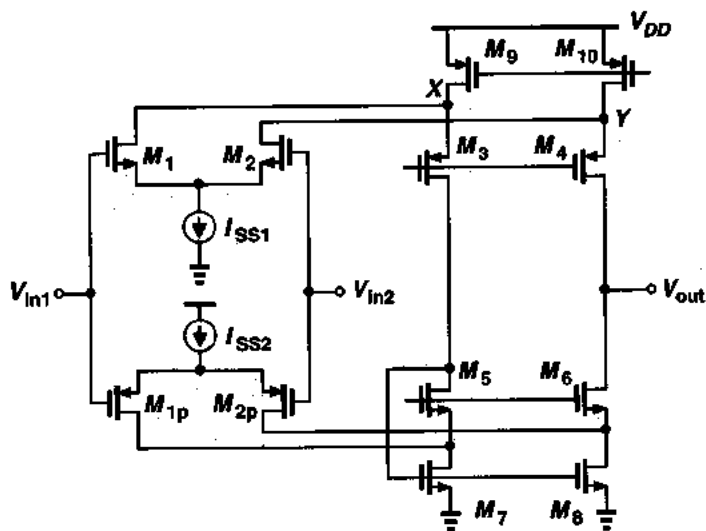 V_DD
M_9
M_10
X
Y
M_1
M_2
M_3
M_4
I_SS1
V_in1
V_in2
V_out
I_SS2
M_1p
M_2p
M_5
M_6
M_7
M_8